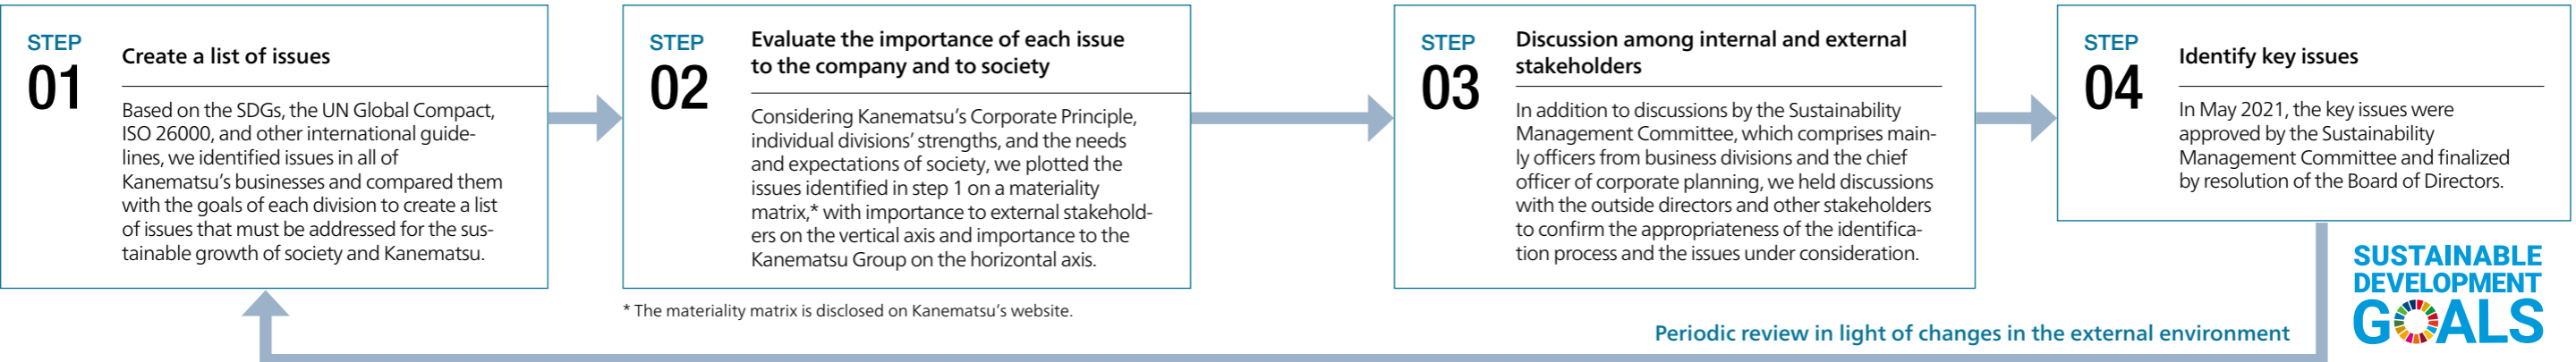 STEP
01
Create a list of issues
Based on the SDGs, the UN Global Compact,
ISO 26000, and other international guide-
lines, we identified issues in all of
Kanematsu's businesses and compared them
with the goals of each division to create a list
of issues that must be addressed for the sus-
tainable growth of society and Kanematsu.
STEP
02
Evaluate the importance of each issue
to the company and to society
Considering Kanematsu's Corporate Principle,
individual divisions' strengths, and the needs
and expectations of society, we plotted the
issues identified in step 1 on a materiality
matrix,* with importance to external stakehold-
ers on the vertical axis and importance to the
Kanematsu Group on the horizontal axis.
* The materiality matrix is disclosed on Kanematsu's website.
STEP
03
Discussion among internal and external
stakeholders
In addition to discussions by the Sustainability
Management Committee, which comprises main-
ly officers from business divisions and the chief
officer of corporate planning, we held discussions
with the outside directors and other stakeholders
to confirm the appropriateness of the identifica-
tion process and the issues under consideration.
STEP
04
Identify key issues
In May 2021, the key issues were
approved by the Sustainability
Management Committee and finalized
by resolution of the Board of Directors.
Periodic review in light of changes in the external environment
SUSTAINABLE
DEVELOPMENT
GOALS